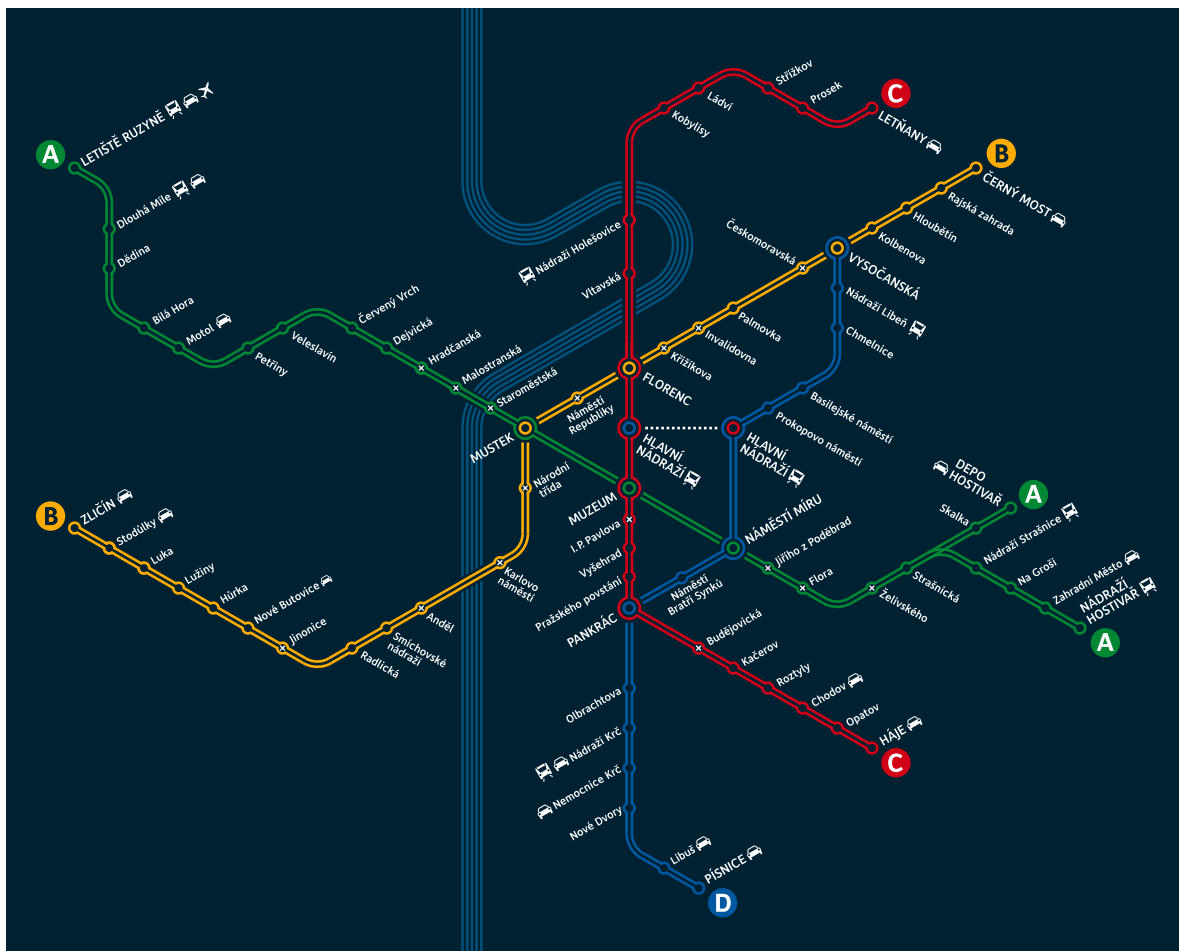 A
LETIŠTĚ RUZYNĚ
Dlouhá Míle
Dědina
Bílá Hora
Motol
Petřiny
Veleslavín
Červený Vrch
Dejvická
Hradčanská
Malostranská
Staroměstská
MUSTEK
MUZEUM
NÁMĚSTÍ MÍRU
Jiřího z Poděbrad
Flora
Želivského
Strašnická
Skalka
DEPO
HOSTIVAŘ
A
Nádraží Strašnice
Na Groši
Zahradní Město
NÁDRAŽÍ
HOSTIVAŘ
A
C
LETŇANY
Prosek
Střížkov
Ládví
Kobylisy
Nádraží Holešovice
Vltavská
FLORENC
HLAVNÍ
NÁDRAŽÍ
I.P. Pavlova
Vyšehrad
Pražského povstání
PANKRÁC
Budějovická
Kačerov
Roztyly
Chodov
Opatov
HÁJE
C
B
ČERNÝ MOST
Rajská zahrada
Hloubětín
Kolbenova
VYSOČANSKÁ
Českomoravská
Palmovka
Invalidovna
Křižíkova
Náměstí
Republiky
Národní
třída
Karlovo
náměstí
Anděl
Smíchovské
nádraží
Radlická
Jinonice
Nové Butovice
Hůrka
Lužiny
Luka
Stodůlky
ZLIČÍN
B
Nádraží Libeň
Chmelnice
Basilejské náměstí
Prokopovo náměstí
HLAVNÍ
NÁDRAŽÍ
Náměstí
Bratří Synků
Olbrachtova
Nádraží Krč
Nemocnice Krč
Nové Dvory
Libuš
PÍSNICE
D